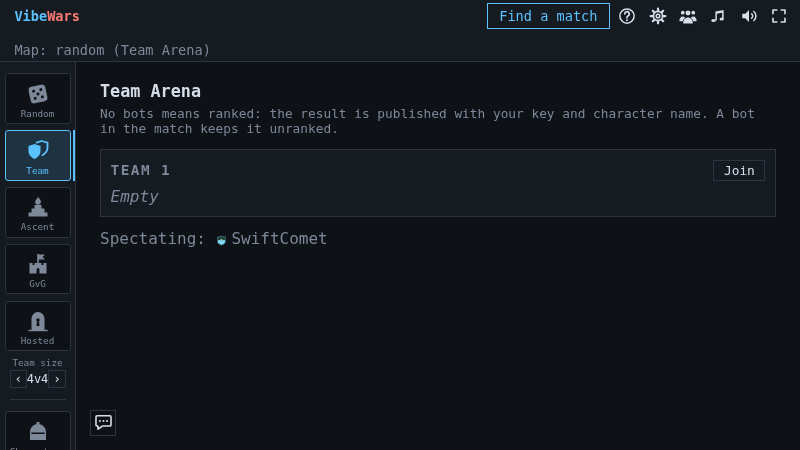 VibeWars
Find a match
Map: random (Team Arena)
Random
Team
Ascent
GvG
Hosted
Team size
‹ 4v4 ›
Team Arena
No bots means ranked: the result is published with your key and character name. A bot
in the match keeps it unranked.
TEAM 1
Join
Empty
Spectating: SwiftComet